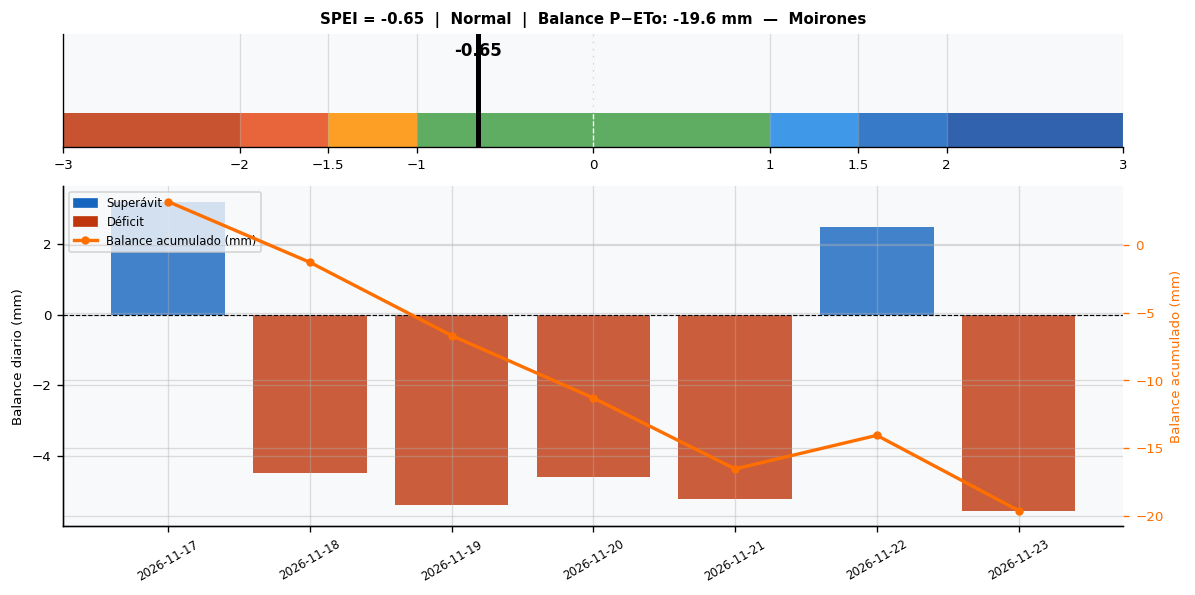 SPEI = -0.65  |  Normal  |  Balance P−ETo: -19.6 mm  —  Moirones
-0.65
−3 −2 −1.5 −1 0 1 1.5 2 3
Superávit
Déficit
Balance acumulado (mm)
Balance diario (mm)
2
0
−2
−4
0
−5
−10
−15
−20
Balance acumulado (mm)
2026-11-17 2026-11-18 2026-11-19 2026-11-20 2026-11-21 2026-11-22 2026-11-23